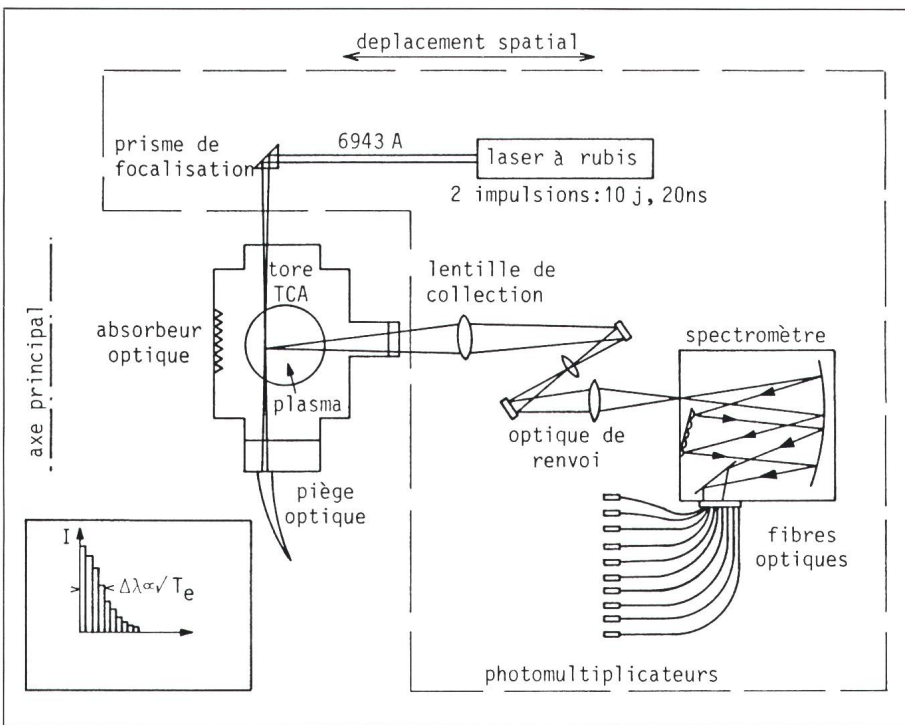 deplacement spatial
prisme de
focalisation
6943 A
laser à rubis
2 impulsions: 10 j, 20ns
axe principal
tore
TCA
absorbeur
optique
plasma
piège
optique
lentille de
collection
optique de
renvoi
spectromètre
fibres
optiques
photomultiplicateurs
I
Δλ∝√Te